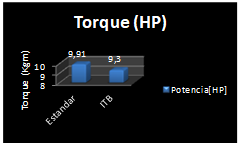 Torque (HP)
9,91
9,3
10
9
8
Torque (Kgm)
Estandar
ITB
Potencia[HP]